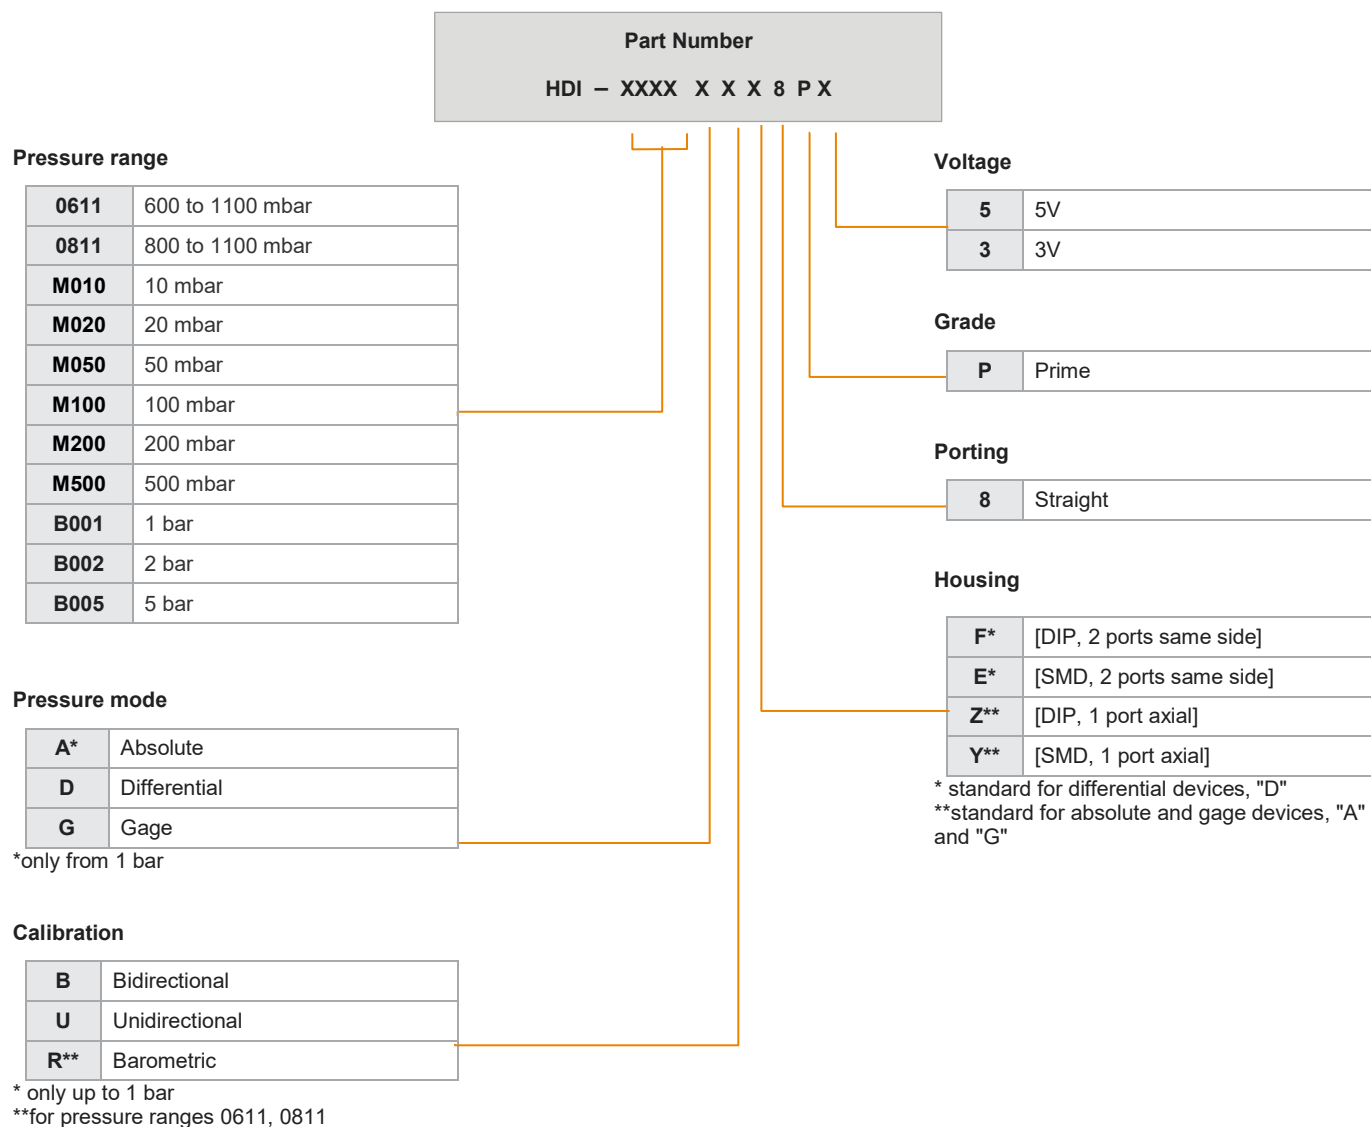 Part Number
HDI – XXXX X X X 8 P X
Pressure range
0611 600 to 1100 mbar
0811 800 to 1100 mbar
M010 10 mbar
M020 20 mbar
M050 50 mbar
M100 100 mbar
M200 200 mbar
M500 500 mbar
B001 1 bar
B002 2 bar
B005 5 bar
Pressure mode
A* Absolute
D Differential
G Gage
*only from 1 bar
Calibration
B Bidirectional
U Unidirectional
R** Barometric
* only up to 1 bar
**for pressure ranges 0611, 0811
Voltage
5 5V
3 3V
Grade
P Prime
Porting
8 Straight
Housing
F* [DIP, 2 ports same side]
E* [SMD, 2 ports same side]
Z** [DIP, 1 port axial]
Y** [SMD, 1 port axial]
* standard for differential devices, "D"
**standard for absolute and gage devices, "A"
and "G"